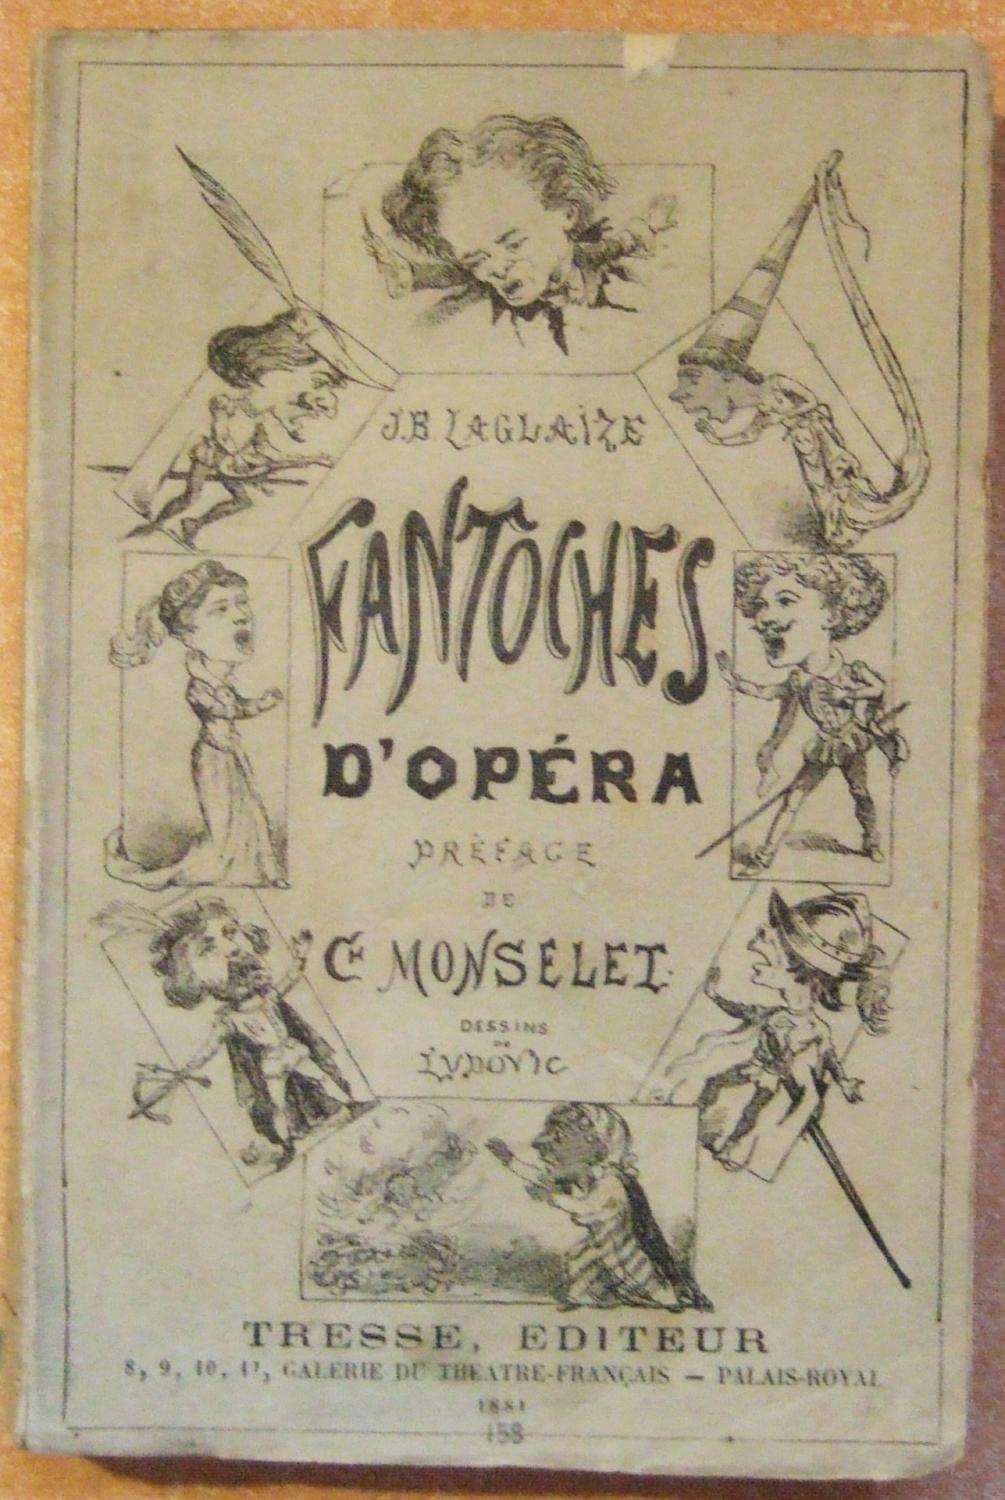 J.B LAGLAIZE
FANTOCHES
D'OPÉRA
PRÉFACE
DE
CH MONSELET
DESSINS
DE
LUDOVIC
TRESSE, EDITEUR
8, 9, 10, 11, GALERIE DU THEATRE-FRANÇAIS — PALAIS-ROYAL
1881
158